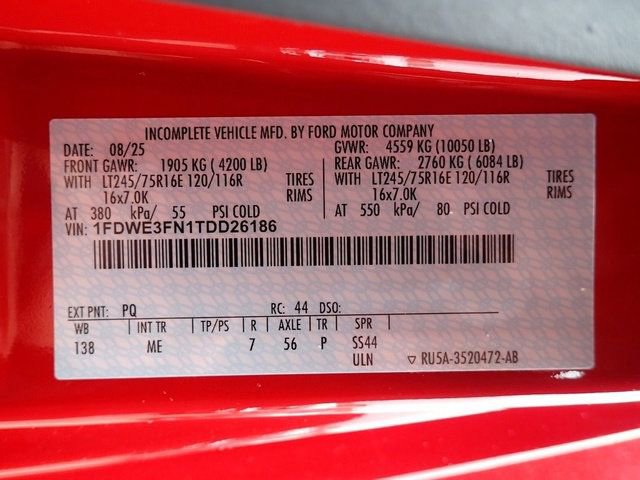 INCOMPLETE VEHICLE MFD. BY FORD MOTOR COMPANY
DATE: 08/25 GVWR: 4559 KG (10050 LB)
FRONT GAWR: 1905 KG ( 4200 LB) REAR GAWR: 2760 KG ( 6084 LB)
WITH LT245/75R16E 120/116R TIRES WITH LT245/75R16E 120/116R TIRES
16x7.0K RIMS 16x7.0K RIMS
AT 380 kPa/ 55 PSI COLD AT 550 kPa/ 80 PSI COLD
VIN: 1FDWE3FN1TDD26186
EXT PNT: PQ RC: 44 DSO:
WB | INT TR | TP/PS | R | AXLE | TR | SPR
138 ME 7 56 P SS44
ULN ▽ RU5A-3520472-AB